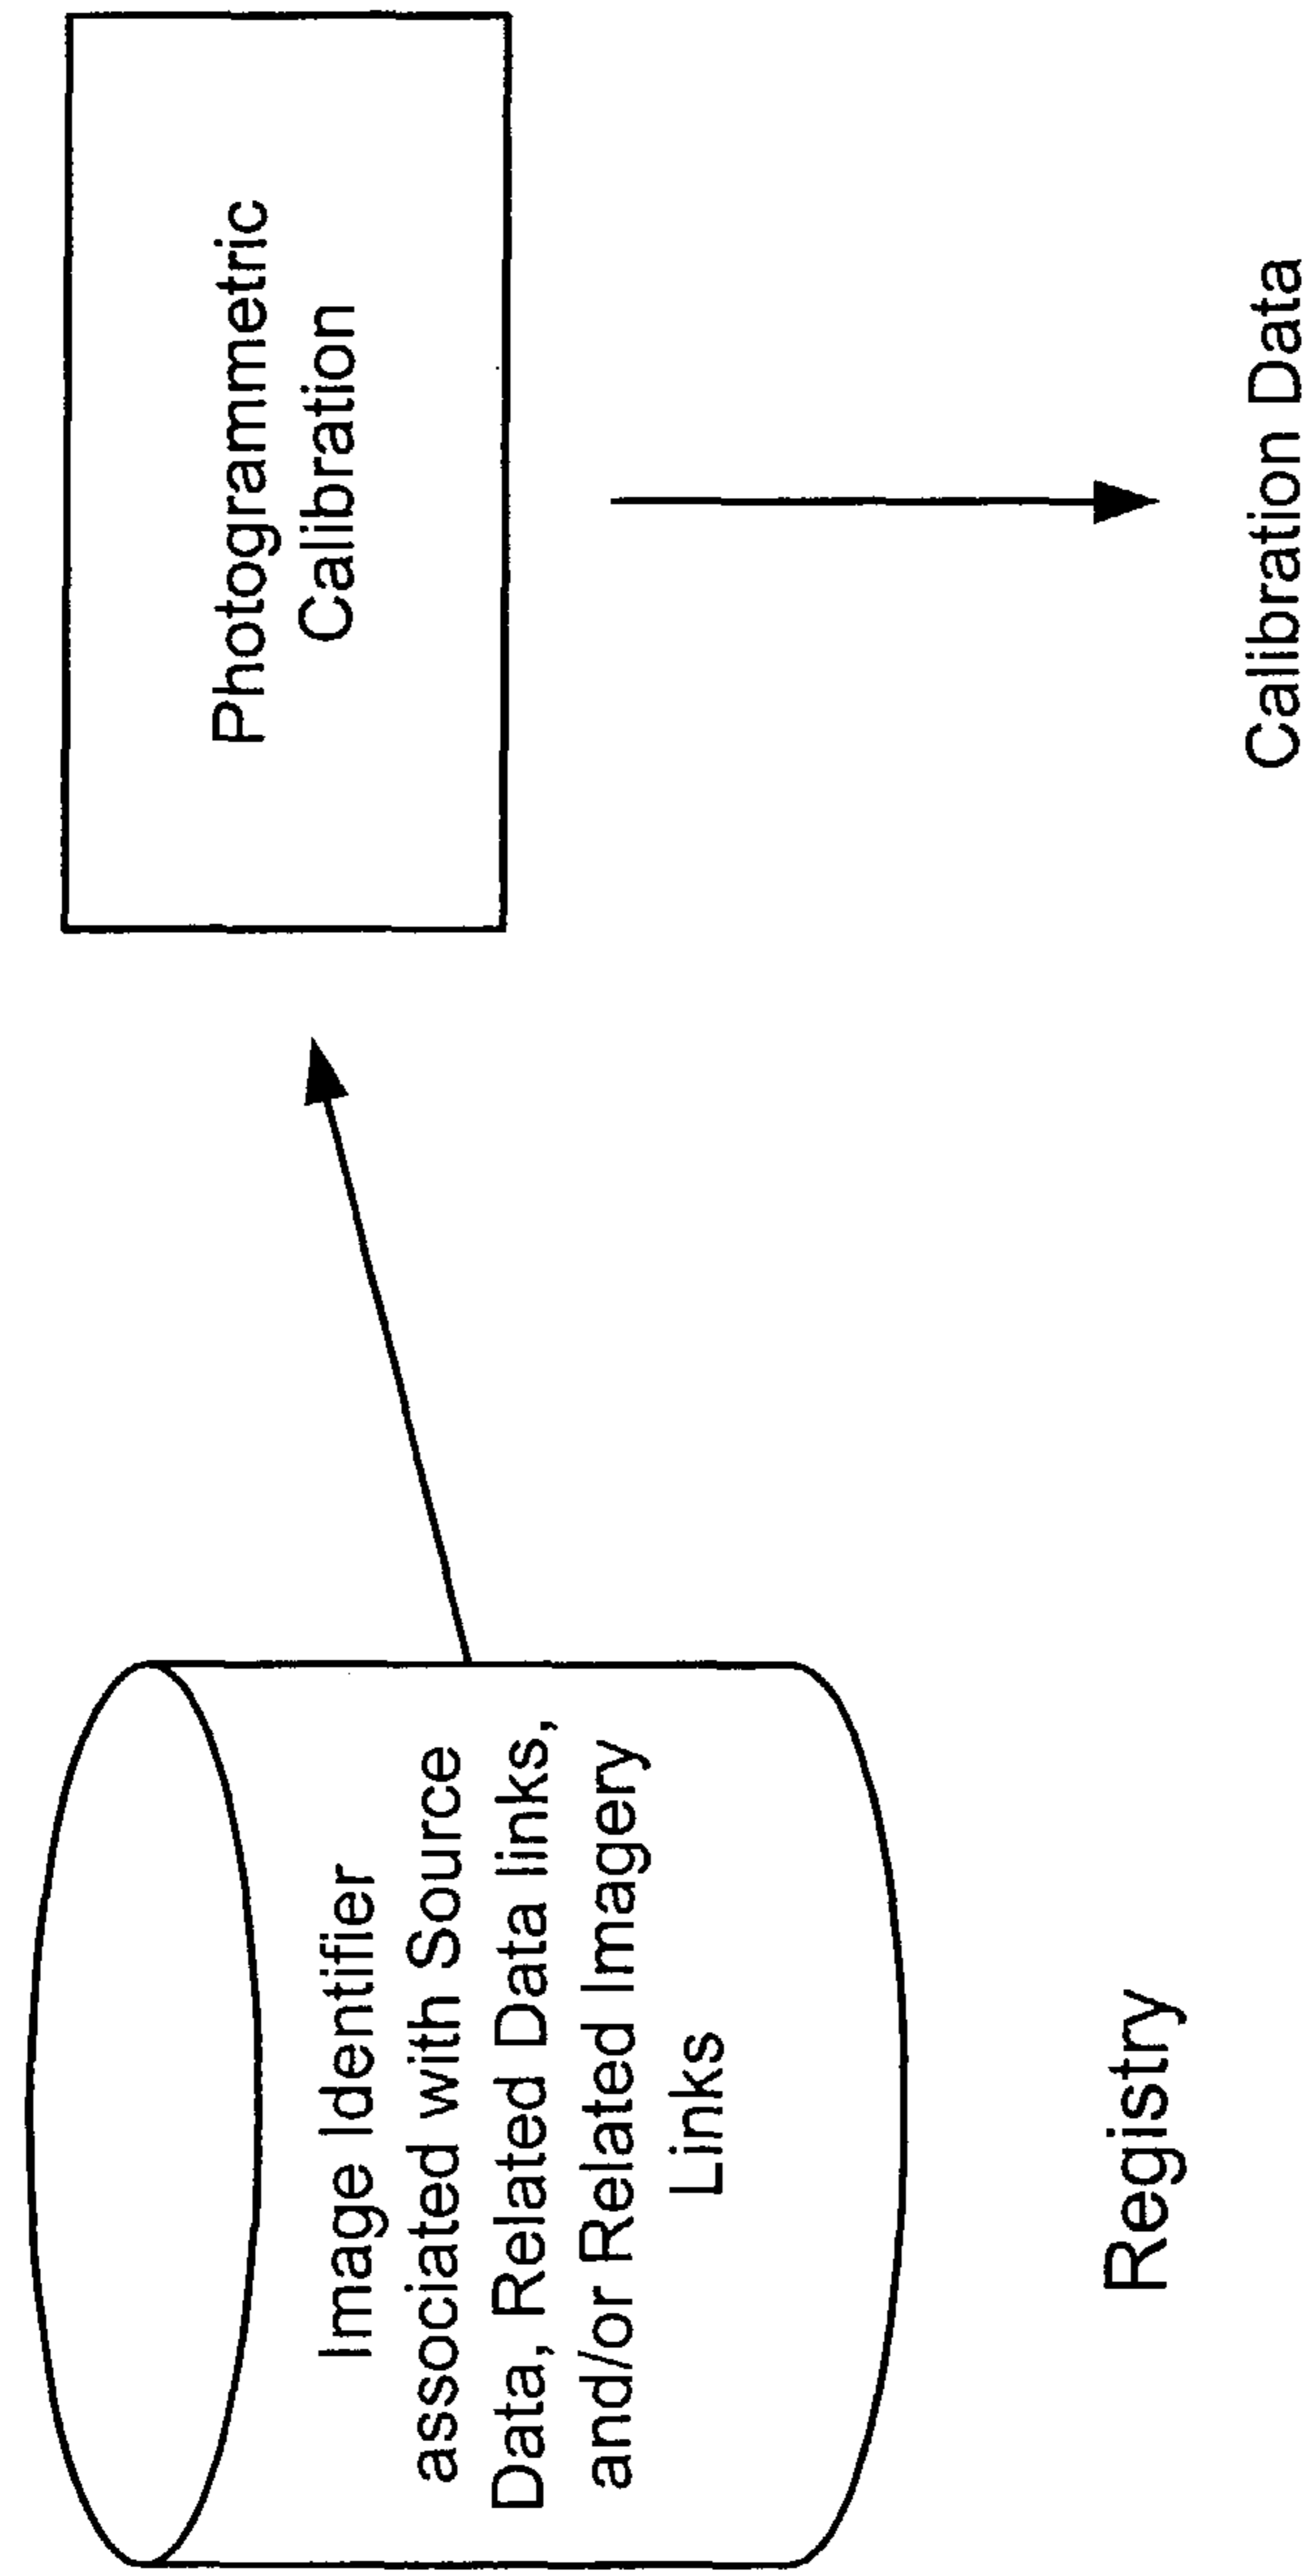 Image Identifier
associated with Source
Data, Related Data links,
and/or Related Imagery
Links
Registry
Photogrammetric
Calibration
Calibration Data